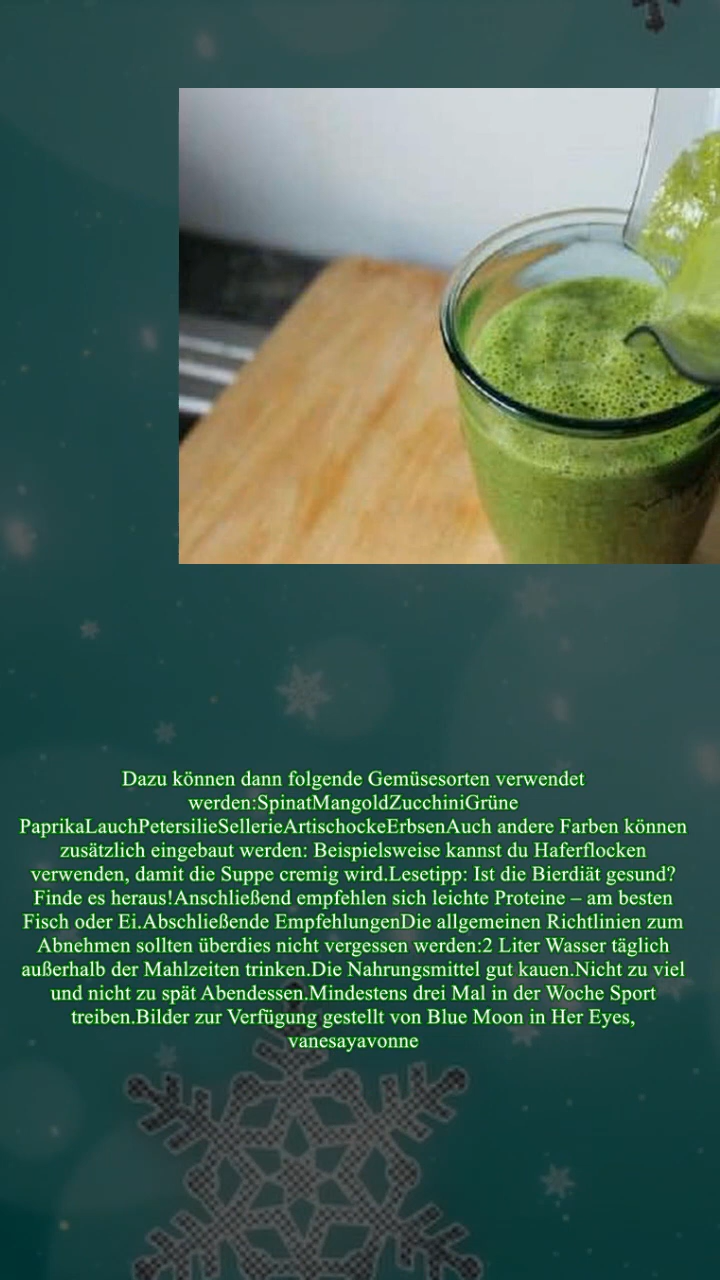 Dazu können dann folgende Gemüsesorten verwendet
werden:SpinatMangoldZucchiniGrüne
PaprikaLauchPetersilieSellerieArtischockeErbsenAuch andere Farben können
zusätzlich eingebaut werden: Beispielsweise kannst du Haferflocken
verwenden, damit die Suppe cremig wird.Lesetipp: Ist die Bierdiät gesund?
Finde es heraus!Anschließend empfehlen sich leichte Proteine – am besten
Fisch oder Ei.Abschließende EmpfehlungenDie allgemeinen Richtlinien zum
Abnehmen sollten überdies nicht vergessen werden:2 Liter Wasser täglich
außerhalb der Mahlzeiten trinken.Die Nahrungsmittel gut kauen.Nicht zu viel
und nicht zu spät Abendessen.Mindestens drei Mal in der Woche Sport
treiben.Bilder zur Verfügung gestellt von Blue Moon in Her Eyes,
vanesayavonne